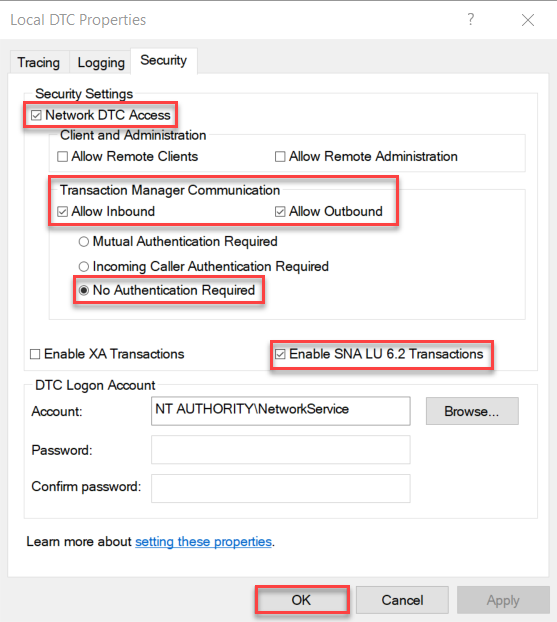 Local DTC Properties ?
Tracing Logging Security
Security Settings
Network DTC Access
Client and Administration
Allow Remote Clients Allow Remote Administration
Transaction Manager Communication
Allow Inbound Allow Outbound
Mutual Authentication Required
Incoming Caller Authentication Required
No Authentication Required
Enable XA Transactions Enable SNA LU 6.2 Transactions
DTC Logon Account
Account: NT AUTHORITY\NetworkService Browse...
Password:
Confirm password:
Learn more about setting these properties.
OK Cancel Apply